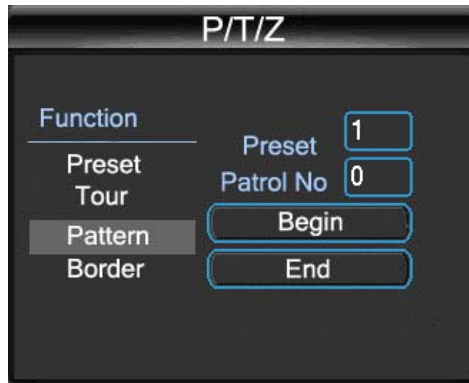 P/T/Z
Function
Preset
Tour
Pattern
Border
Preset 1
Patrol No 0
Begin
End